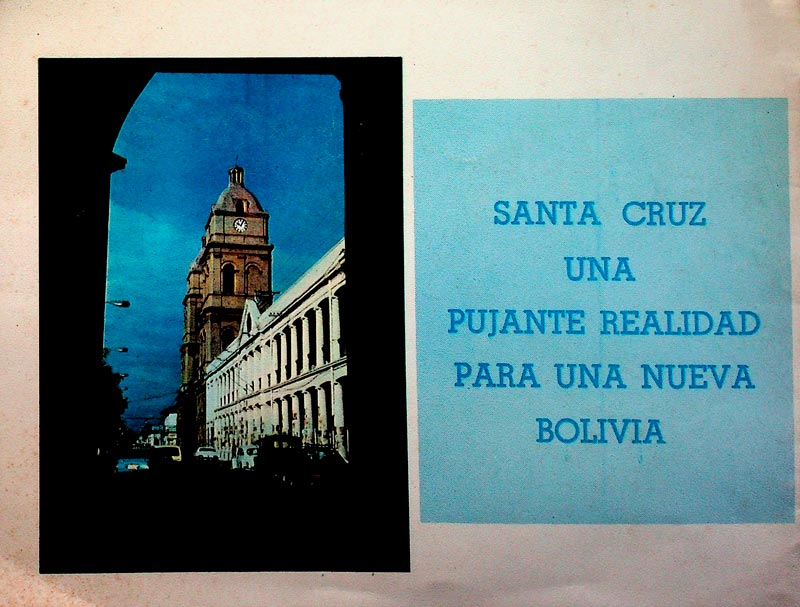 SANTA CRUZ
UNA
PUJANTE REALIDAD
PARA UNA NUEVA
BOLIVIA